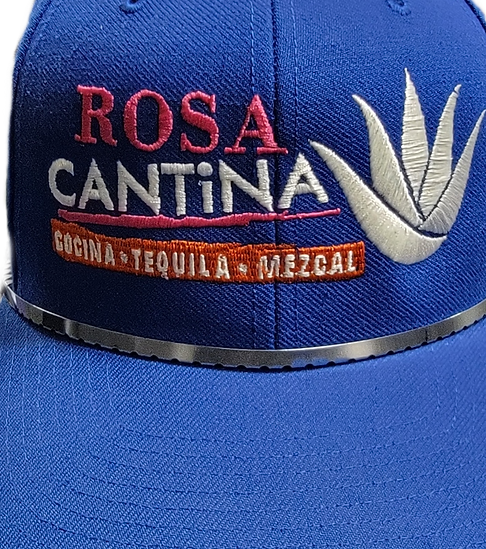 ROSA
CANTiNA
COCINA • TEQUILA • MEZCAL